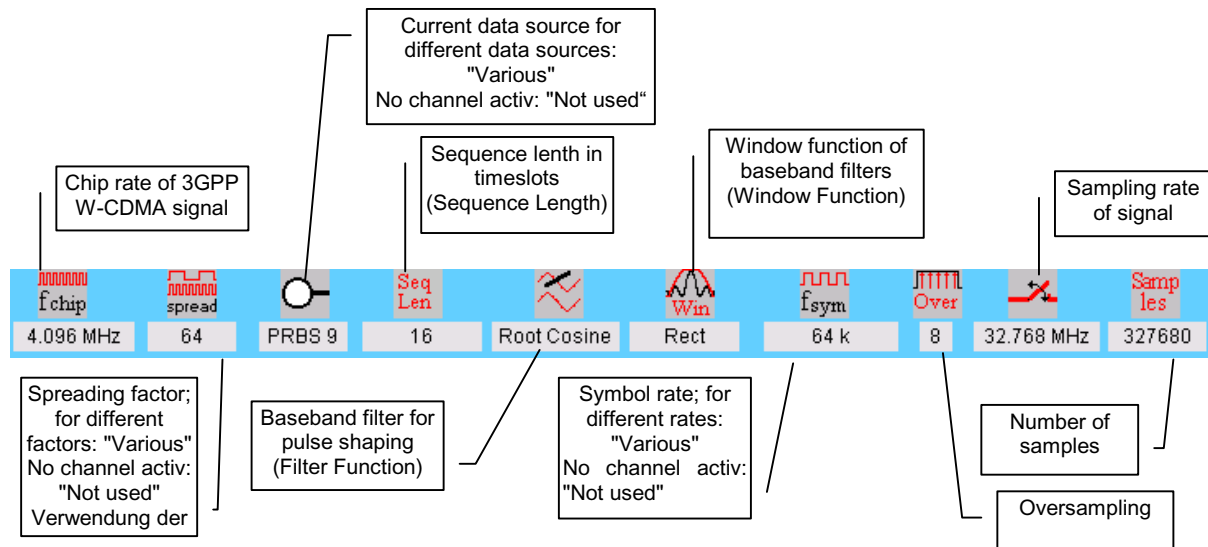 Current data source for
different data sources:
"Various"
No channel activ: "Not used“
Chip rate of 3GPP
W-CDMA signal
Sequence lenth in
timeslots
(Sequence Length)
Window function of
baseband filters
(Window Function)
Sampling rate
of signal
fchip
spread
Seq
Len
Win
fsym
Over
Samp
les
4.096 MHz
64
PRBS 9
16
Root Cosine
Rect
64 k
8
32.768 MHz
327680
Spreading factor;
for different
factors: "Various"
No channel activ:
"Not used"
Verwendung der
Baseband filter for
pulse shaping
(Filter Function)
Symbol rate; for
different rates:
"Various"
No channel activ:
"Not used"
Number of
samples
Oversampling